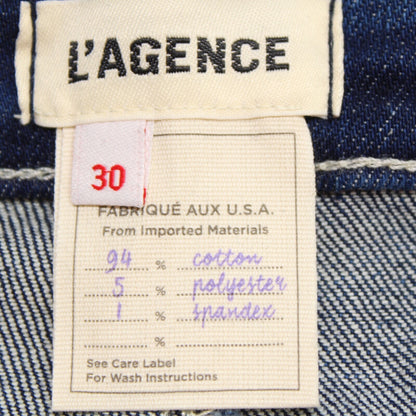 L'AGENCE
30
FABRIQUÉ AUX U.S.A.
From Imported Materials
94 % cotton
5 % polyester
1 % spandex
%
See Care Label
For Wash Instructions